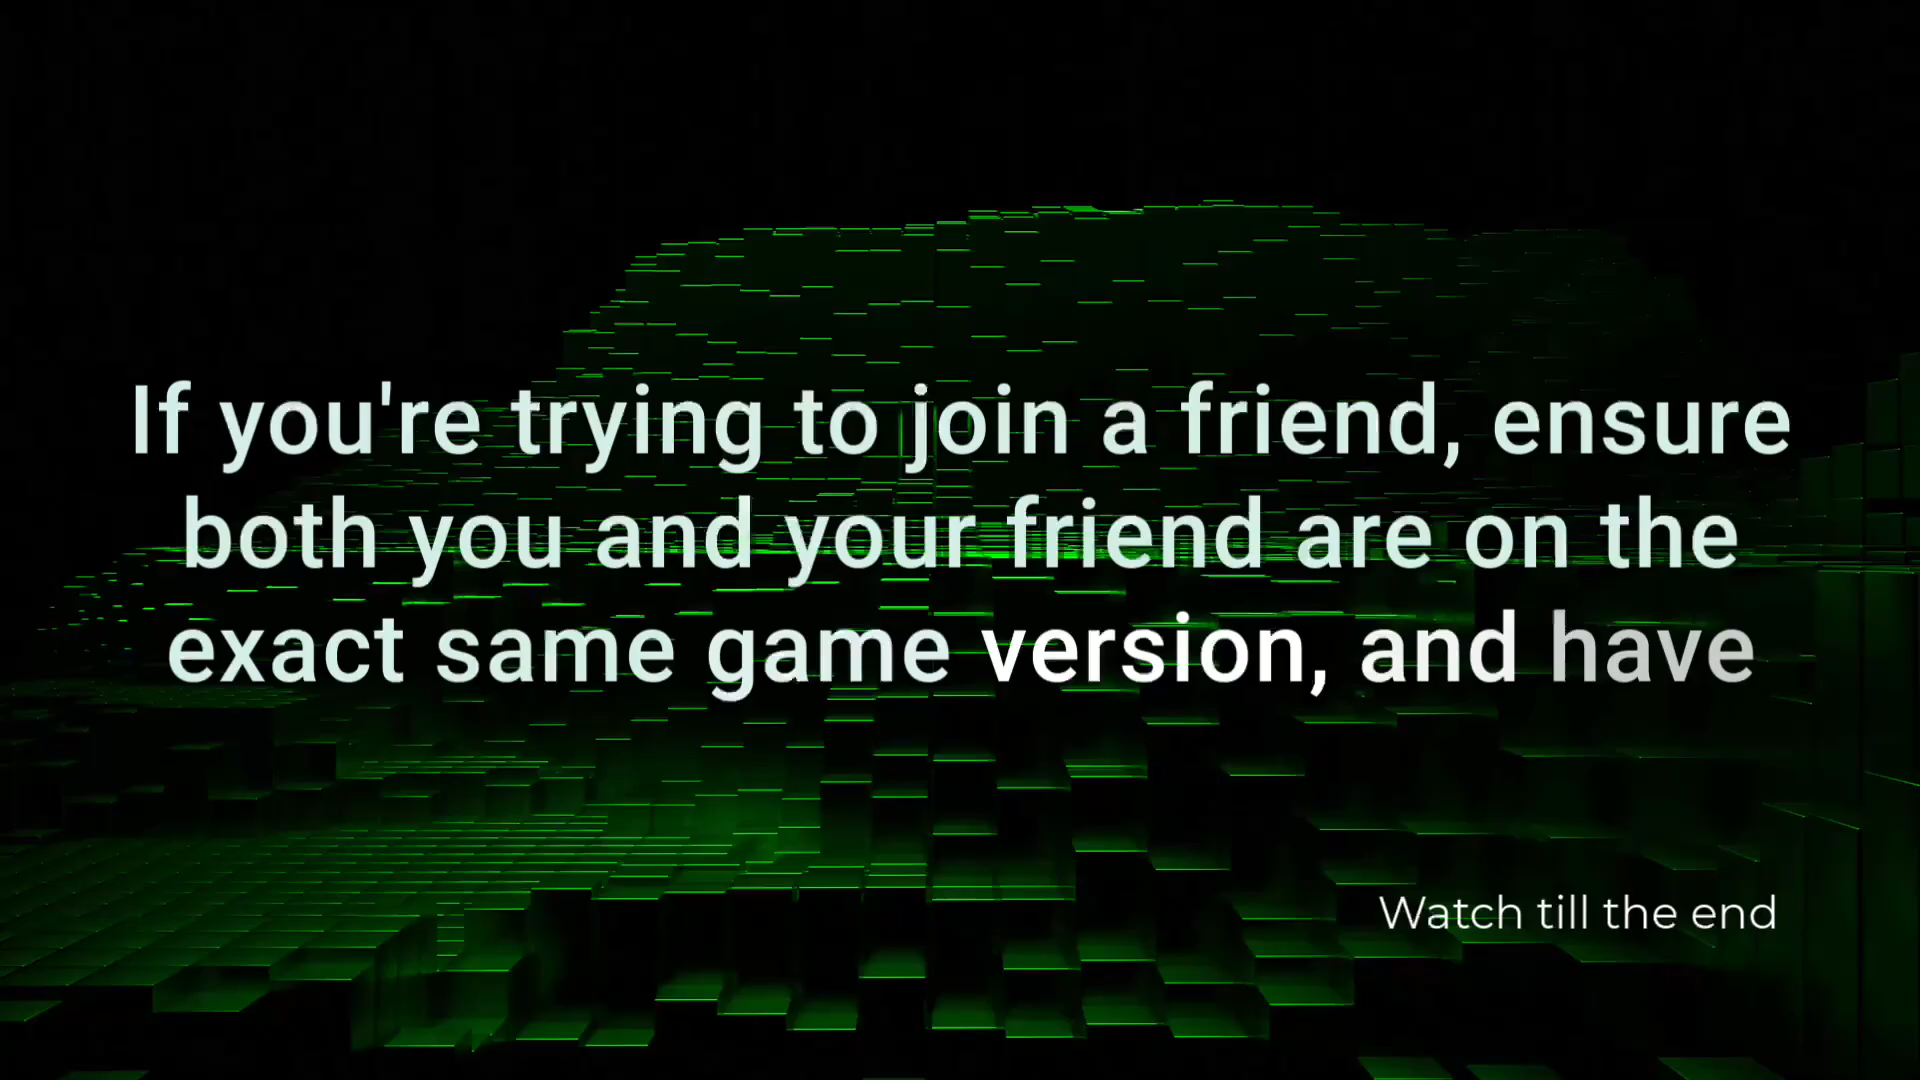 If you're trying to join a friend, ensure
both you and your friend are on the
exact same game version, and have
Watch till the end